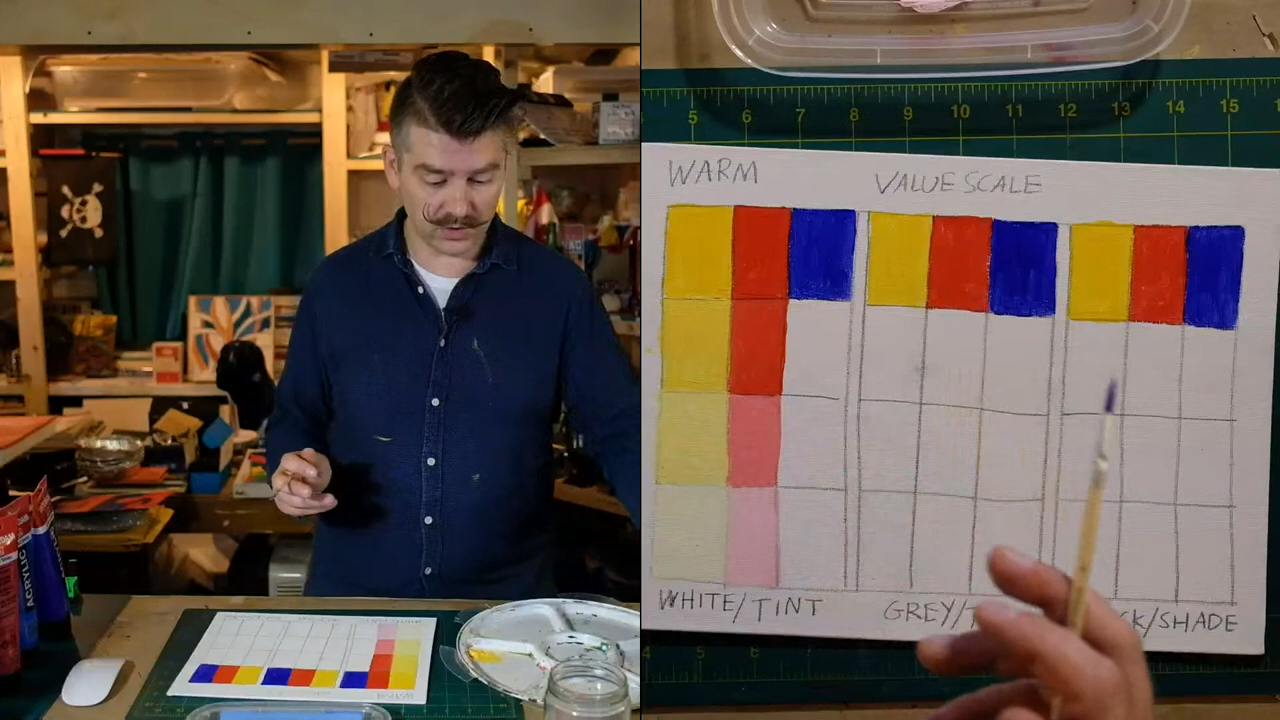 ACRYLIC
5 6 7 8 9 10 11 12 13 14 15
WARM
VALUE SCALE
WHITE/TINT
GREY/
/SHADE